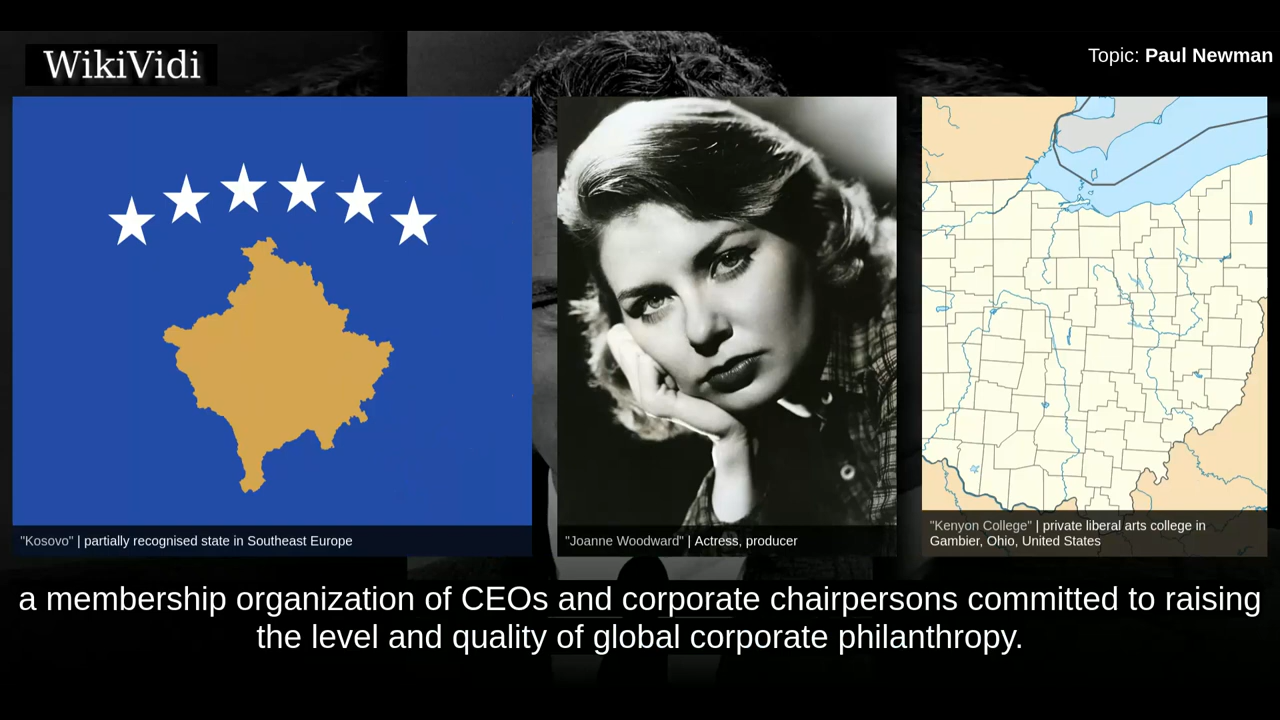 WikiVidi
Topic: Paul Newman
"Kosovo" | partially recognised state in Southeast Europe
"Joanne Woodward" | Actress, producer
"Kenyon College" | private liberal arts college in
Gambier, Ohio, United States
a membership organization of CEOs and corporate chairpersons committed to raising
the level and quality of global corporate philanthropy.